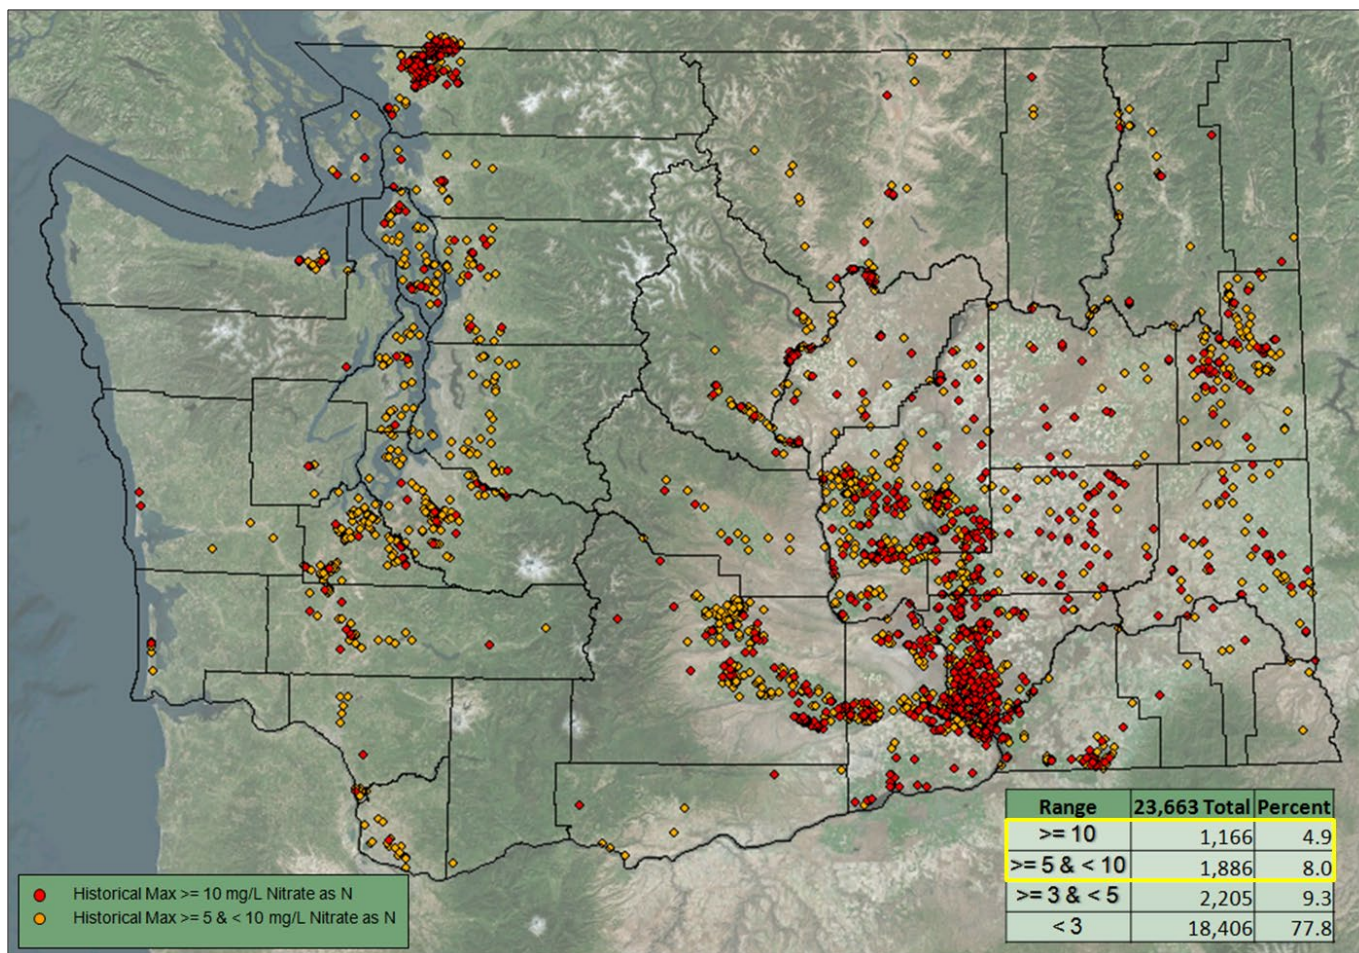 Range 23,663 Total Percent
>= 10 1,166 4.9
>= 5 & < 10 1,886 8.0
>= 3 & < 5 2,205 9.3
< 3 18,406 77.8
Historical Max >= 10 mg/L Nitrate as N
Historical Max >= 5 & < 10 mg/L Nitrate as N